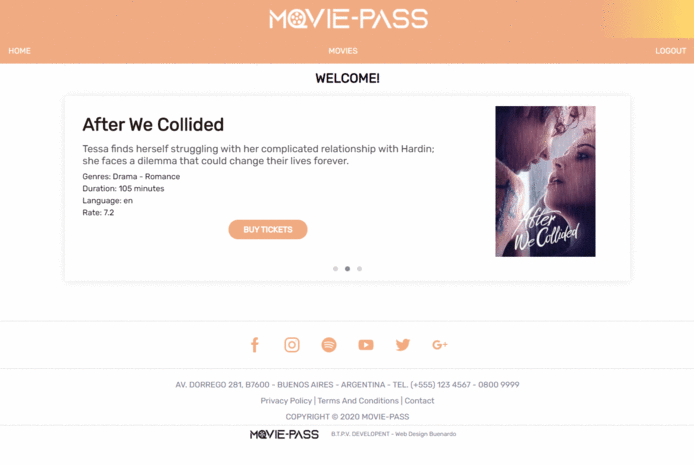 MOVIE-PASS
HOME
MOVIES
LOGOUT
WELCOME!
After We Collided
Tessa finds herself struggling with her complicated relationship with Hardin;
she faces a dilemma that could change their lives forever.
Genres: Drama - Romance
Duration: 105 minutes
Language: en
Rate: 7.2
BUY TICKETS
After
We Collided
G+
AV. DORREGO 281, B7600 - BUENOS AIRES - ARGENTINA - TEL. (+555) 123 4567 - 0800 9999
Privacy Policy | Terms And Conditions | Contact
COPYRIGHT © 2020 MOVIE-PASS
MOVIE-PASS
B.T.P.V. DEVELOPENT - Web Design Buenardo